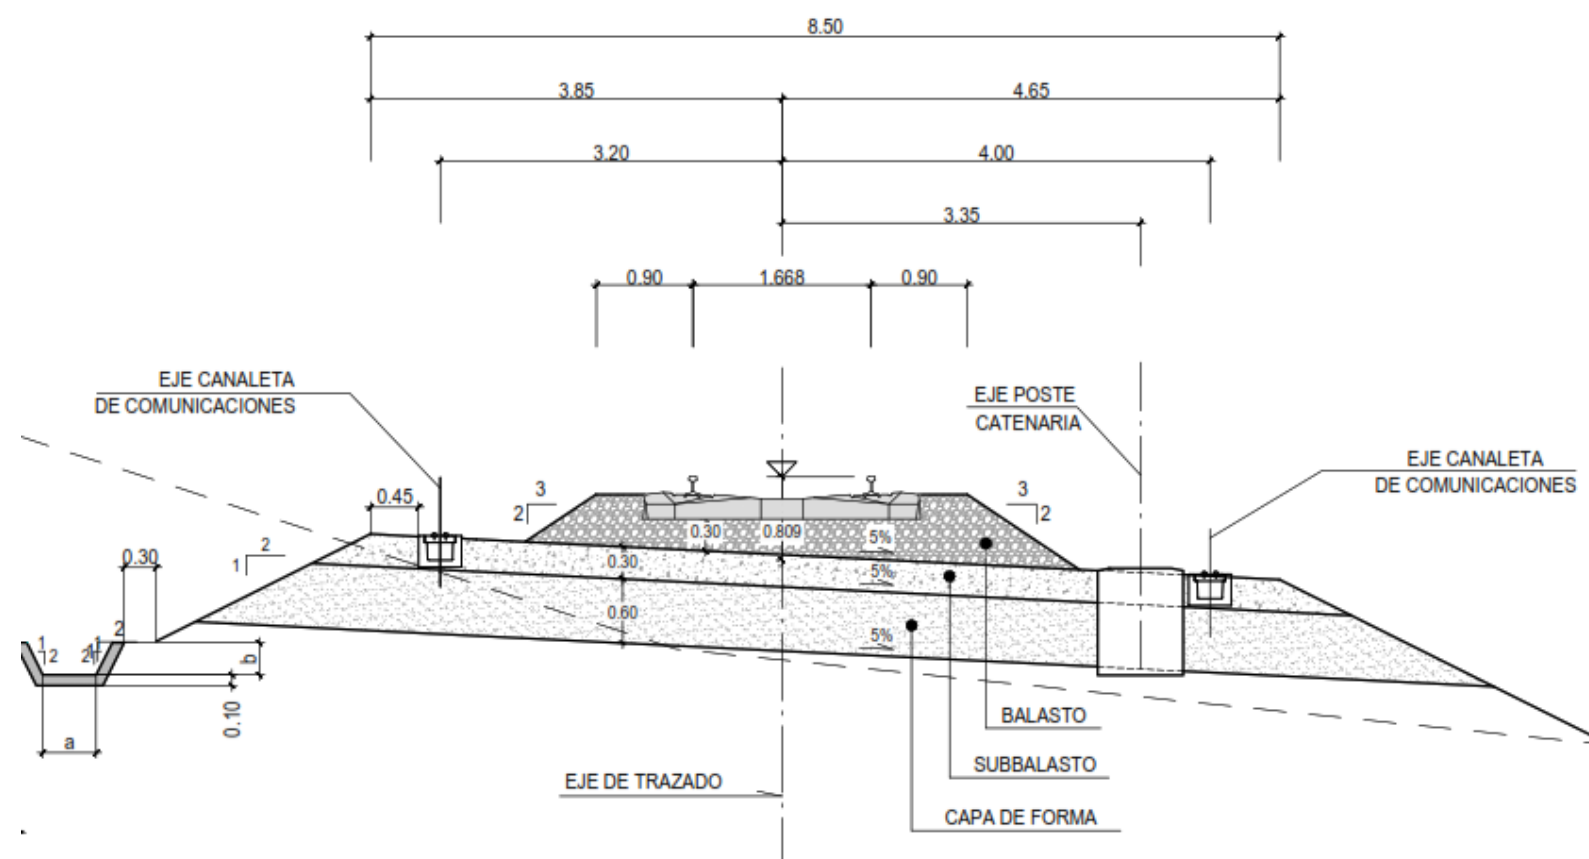 8.50
3.85 4.65
3.20 4.00
3.35
0.90 1.668 0.90
EJE CANALETA
DE COMUNICACIONES
EJE POSTE
CATENARIA
EJE CANALETA
DE COMUNICACIONES
0.45
3
2
3
2
0.30 0.809 5%
2
1
0.30
0.30 5%
0.60 5%
1
2
2
1
2
b
0.10
a
BALASTO
SUBBALASTO
EJE DE TRAZADO
CAPA DE FORMA